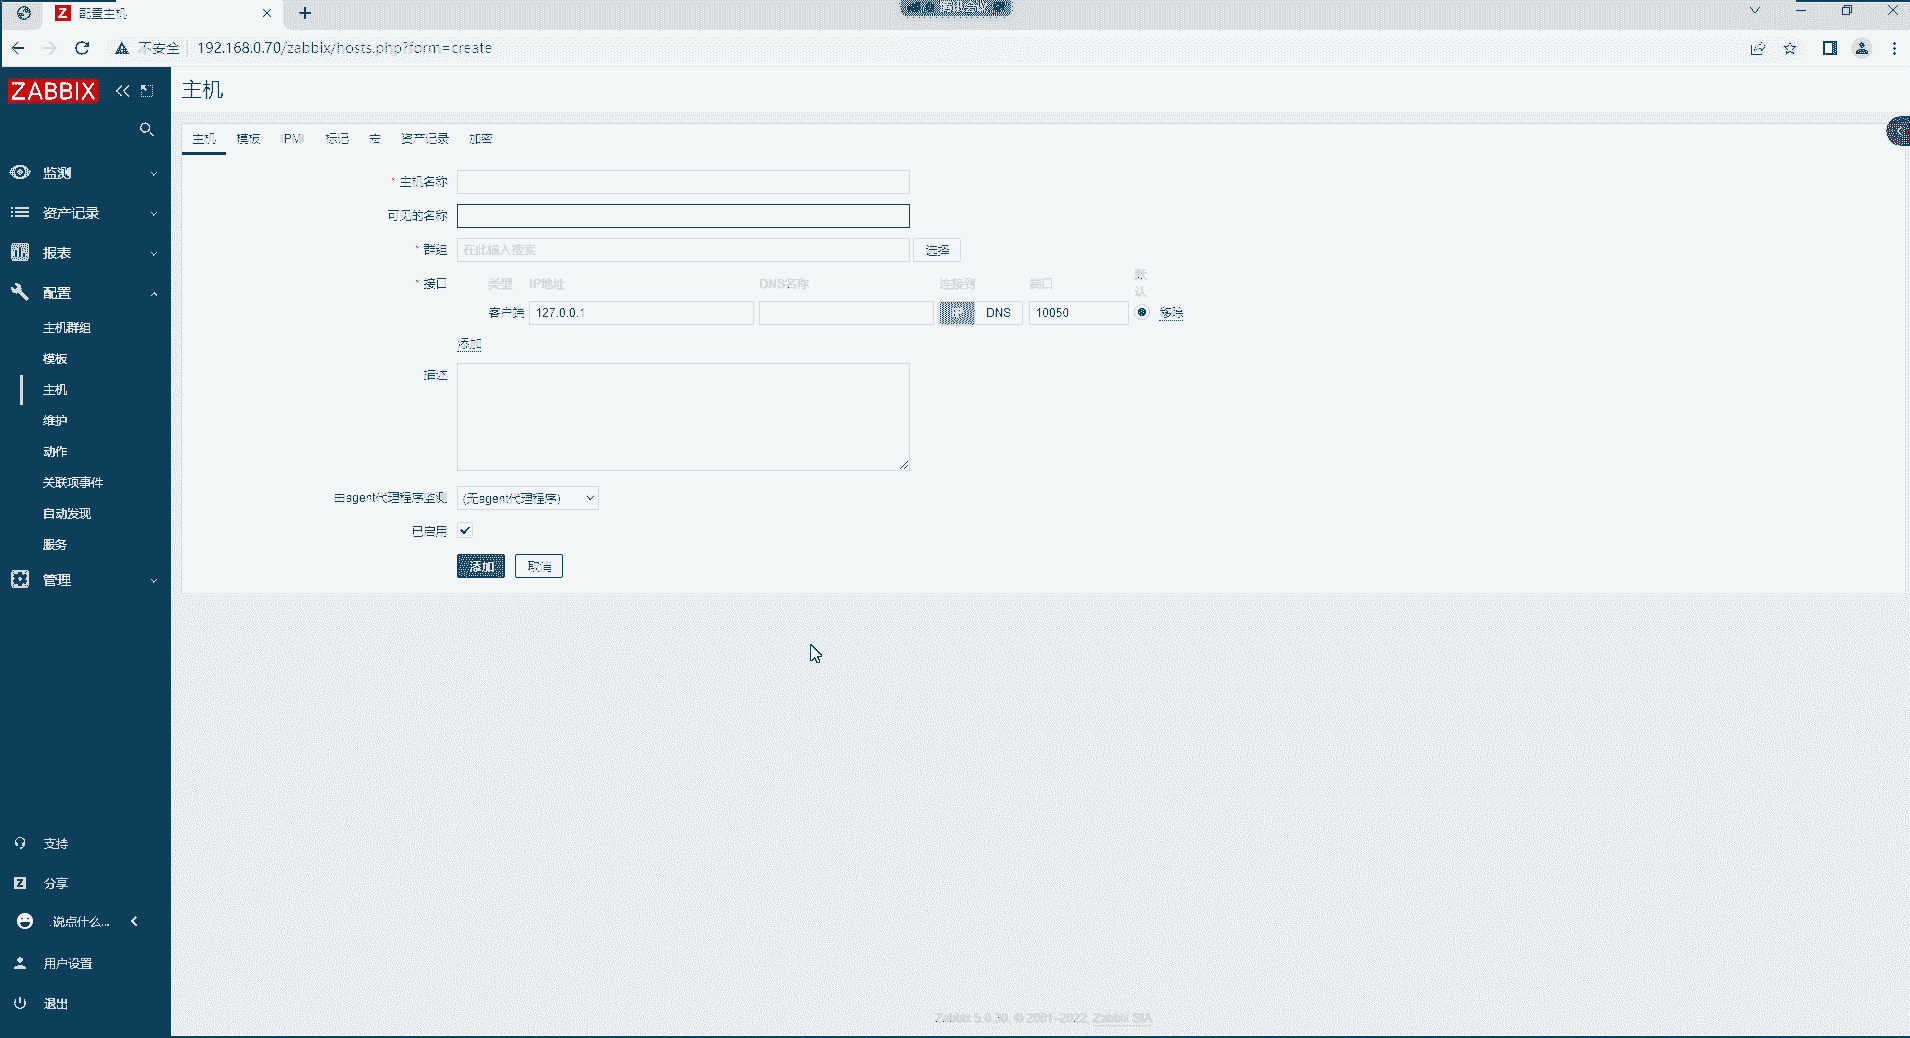 配置主机
不安全
192.168.0.70/zabbix/hosts.php?form=create
ZABBIX
监测
资产记录
报表
配置
主机群组
模板
主机
维护
动作
关联项事件
自动发现
服务
管理
支持
分享
说点什么...
用户设置
退出
主机
主机 模板 IPMI 标记 宏 资产记录 加密
* 主机名称
可见的名称
* 群组 在此输入搜索 选择
* 接口 类型 IP地址 DNS名称 连接到 端口 默认
客户端 127.0.0.1 IP DNS 10050 移除
添加
描述
由agent代理程序监测 (无agent代理程序)
已启用
添加 取消
Zabbix 5.0.30. © 2001–2022, Zabbix SIA